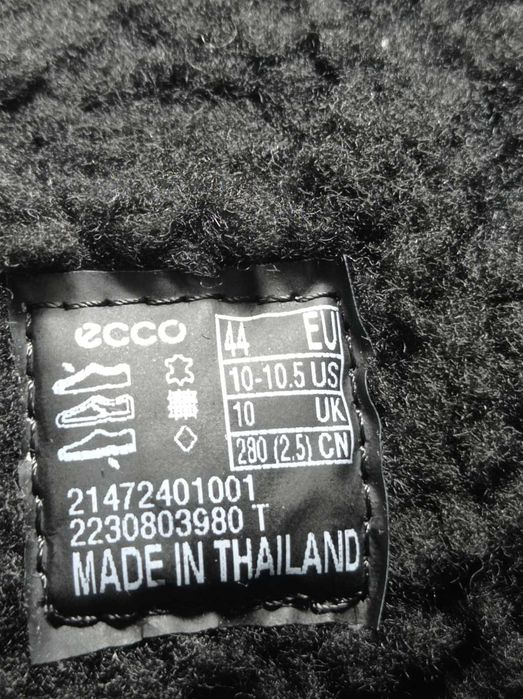 ecco
44 EU
10-10.5 US
10 UK
280 (2.5) CN
21472401001
2230803980 T
MADE IN THAILAND